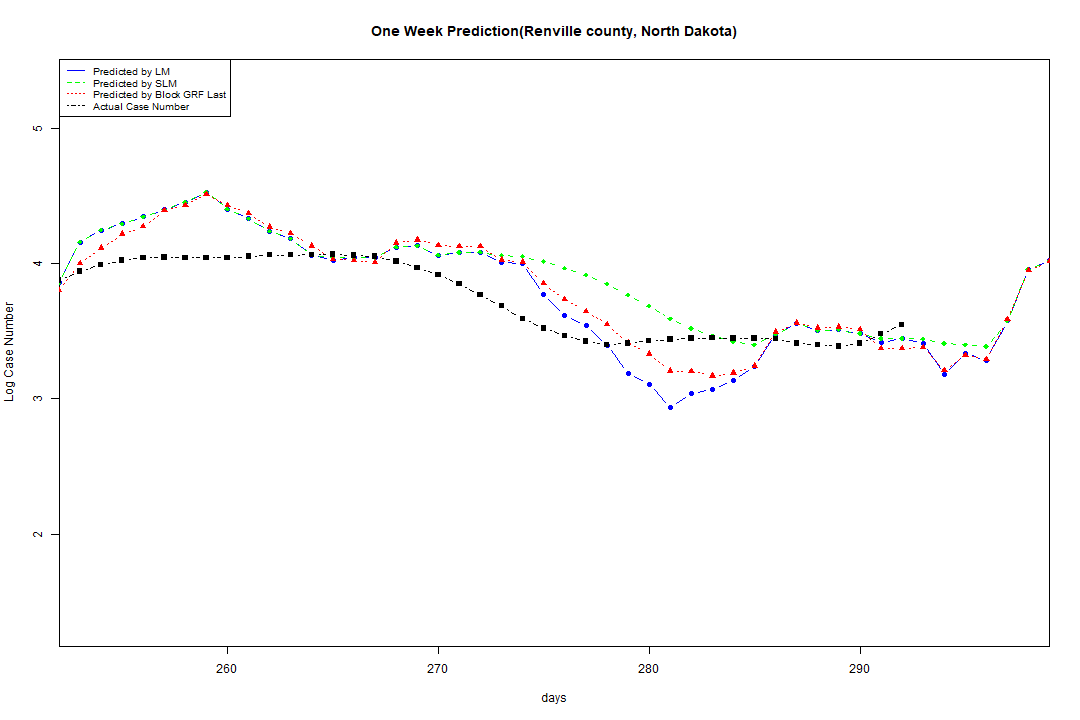 One Week Prediction(Renville county, North Dakota)
Predicted by LM
Predicted by SLM
Predicted by Block GRF Last
Actual Case Number
5
4
3
2
Log Case Number
260 270 280 290
days